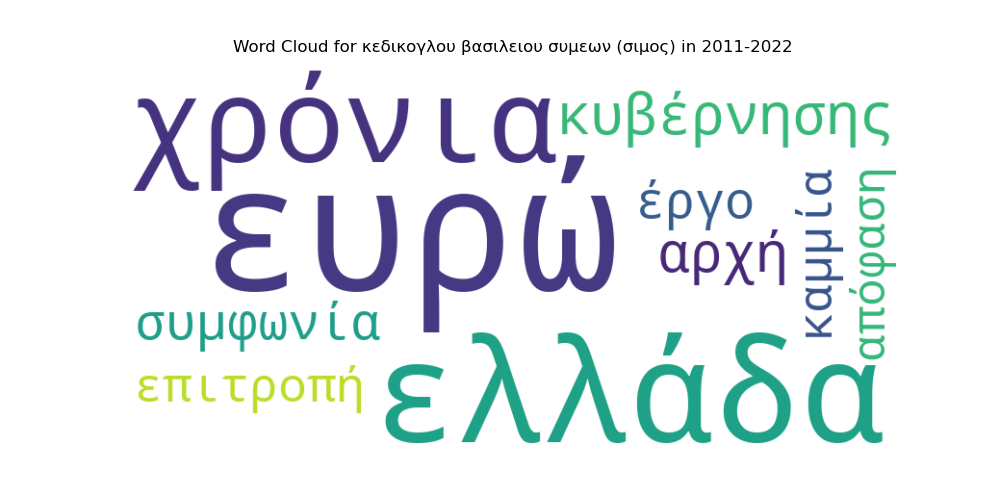 Word Cloud for κεδικογλου βασιλειου συμεων (σιμος) in 2011-2022
χρόνια
κυβέρνησης
ευρώ
έργο
αρχή
καμμία
απόφαση
συμφωνία
επιτροπή
ελλάδα